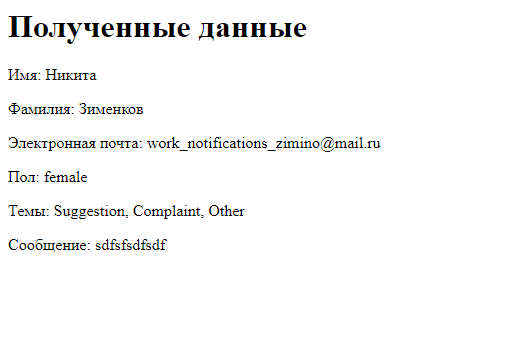 Полученные данные
Имя: Никита
Фамилия: Зименков
Электронная почта: work_notifications_zimino@mail.ru
Пол: female
Темы: Suggestion, Complaint, Other
Сообщение: sdfsfsdfsdf